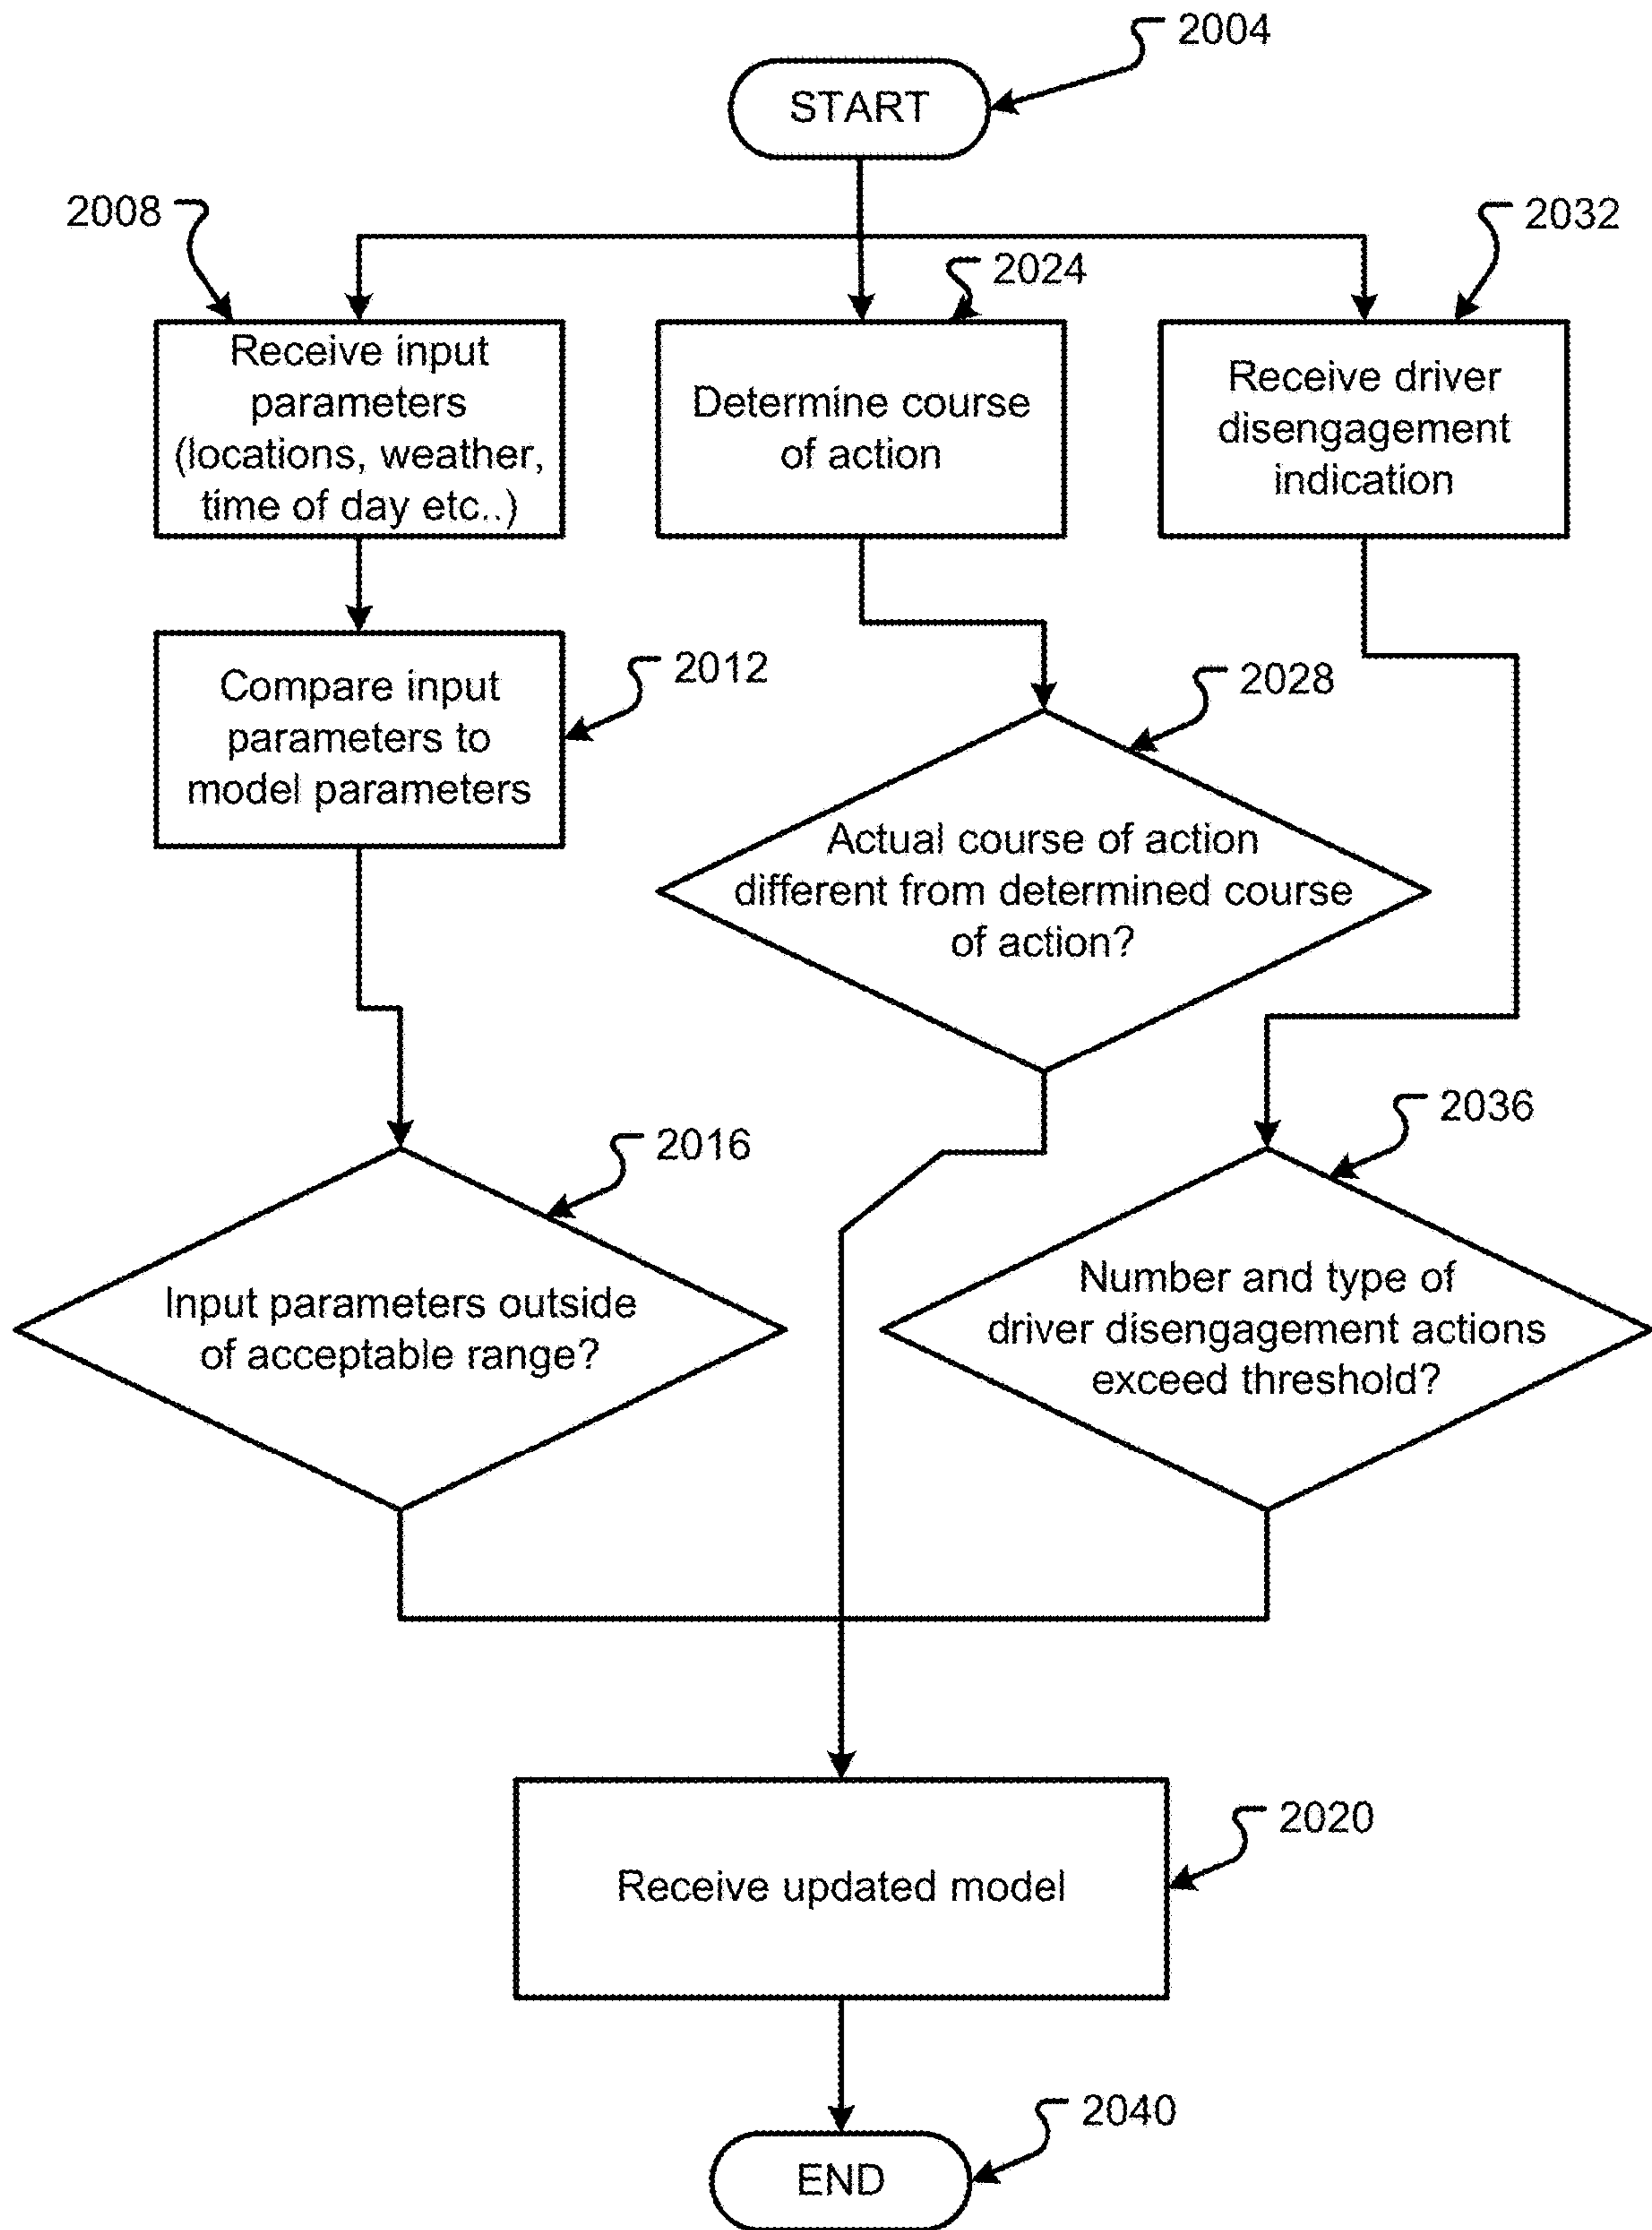 2004
START
2008
2032
2024
Receive input
parameters
(locations, weather,
time of day etc..)
Determine course
of action
Receive driver
disengagement
indication
2012
Compare input
parameters to
model parameters
2028
Actual course of action
different from determined course
of action?
2016
Input parameters outside
of acceptable range?
2036
Number and type of
driver disengagement actions
exceed threshold?
2020
Receive updated model
2040
END